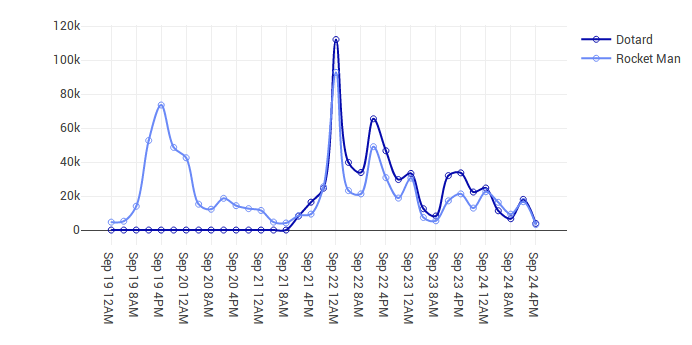 120k
100k
80k
60k
40k
20k
0
Sep 19 12AM
Sep 19 8AM
Sep 19 4PM
Sep 20 12AM
Sep 20 8AM
Sep 20 4PM
Sep 21 12AM
Sep 21 8AM
Sep 21 4PM
Sep 22 12AM
Sep 22 8AM
Sep 22 4PM
Sep 23 12AM
Sep 23 8AM
Sep 23 4PM
Sep 24 12AM
Sep 24 8AM
Sep 24 4PM
Dotard
Rocket Man